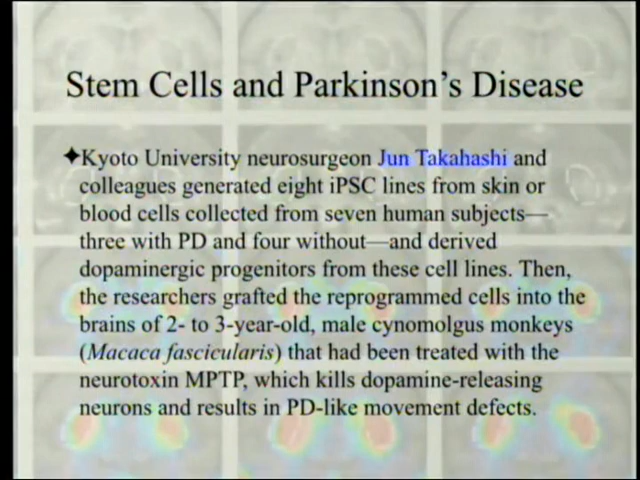 Stem Cells and Parkinson's Disease
✦Kyoto University neurosurgeon Jun Takahashi and
colleagues generated eight iPSC lines from skin or
blood cells collected from seven human subjects—
three with PD and four without—and derived
dopaminergic progenitors from these cell lines. Then,
the researchers grafted the reprogrammed cells into the
brains of 2- to 3-year-old, male cynomolgus monkeys
(Macaca fascicularis) that had been treated with the
neurotoxin MPTP, which kills dopamine-releasing
neurons and results in PD-like movement defects.